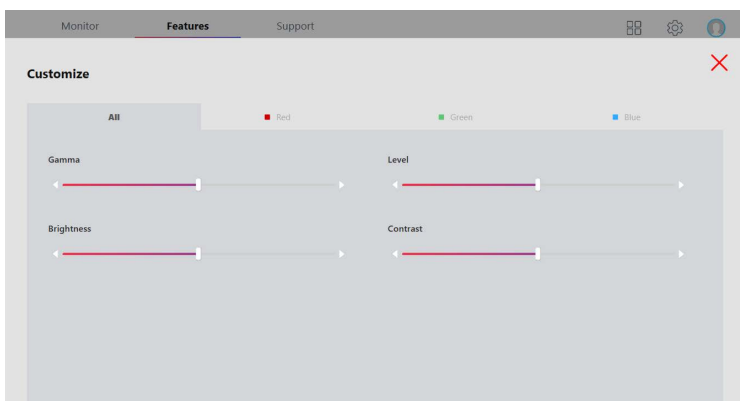 Monitor Features Support
Customize
All Red Green Blue
Gamma Level
Brightness Contrast